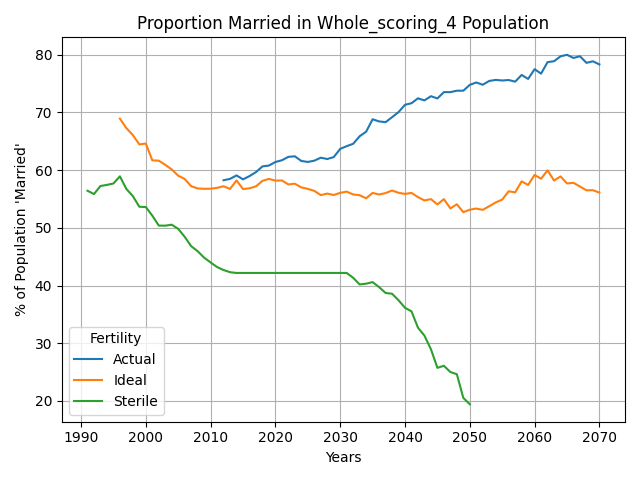 Proportion Married in Whole_scoring_4 Population
% of Population 'Married'
80
70
60
50
40
30
20
Fertility
Actual
Ideal
Sterile
1990 2000 2010 2020 2030 2040 2050 2060 2070
Years